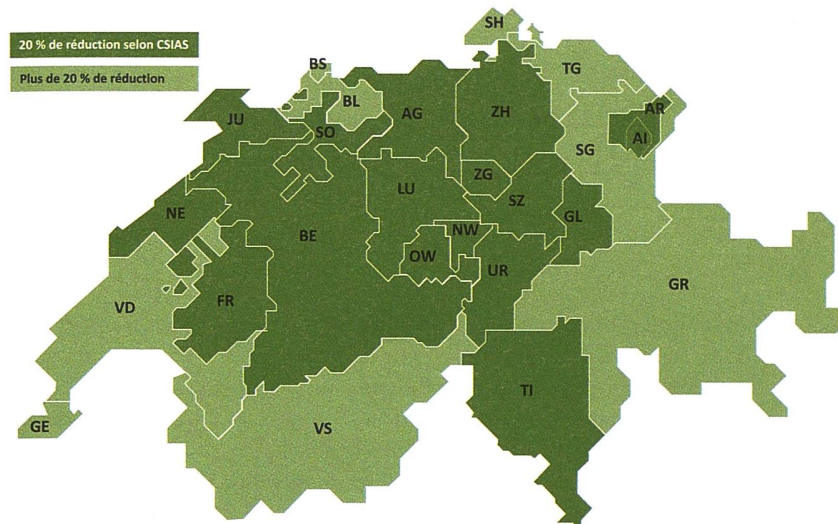 20 % de réduction selon CSIAS
Plus de 20 % de réduction
SH
BS
TG
BL
AR
JU
AG
ZH
SO
AI
SG
ZG
LU
SZ
NE
GL
BE
NW
OW
UR
GR
VD
FR
TI
GE
VS